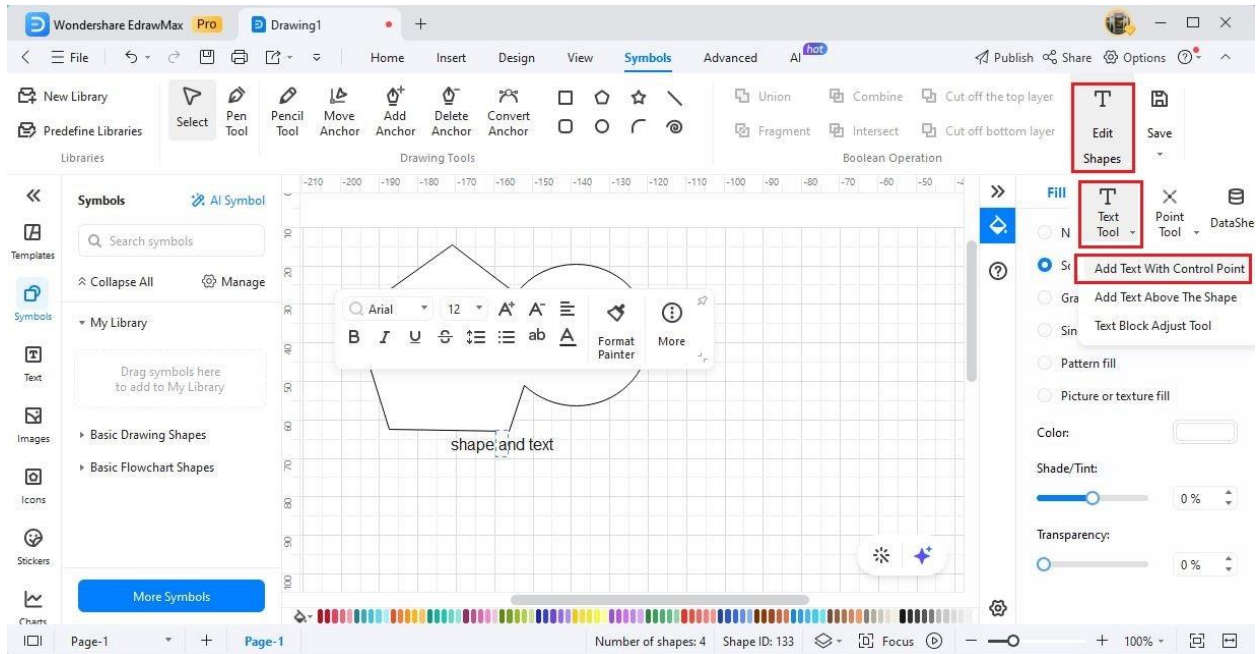 Wondershare EdrawMax Pro Drawing1
File Home Insert Design View Symbols Advanced AI hot Publish Share Options
New Library
Predefine Libraries
Libraries
Select
Pen Tool
Pencil Tool
Move Anchor
Add Anchor
Delete Anchor
Convert Anchor
Drawing Tools
Union Combine Cut off the top layer
Fragment Intersect Cut off bottom layer
Boolean Operation
Edit
Shapes
Save
-210 -200 -190 -180 -170 -160 -150 -140 -130 -120 -110 -100 -90 -80 -70 -60 -50
Templates
Symbols
Text
Images
Icons
Stickers
Charts
Symbols AI Symbol
Search symbols
Collapse All Manage
My Library
Drag symbols here
to add to My Library
Basic Drawing Shapes
Basic Flowchart Shapes
More Symbols
Arial 12 A+ A-
B I U S ab A
Format
Painter
More
shape and text
Fill
Text
Tool
Point
Tool
DataShe
Add Text With Control Point
Add Text Above The Shape
Text Block Adjust Tool
N
So
Gra
Sin
Pattern fill
Picture or texture fill
Color:
Shade/Tint:
0 %
Transparency:
0 %
Page-1 Page-1 Number of shapes: 4 Shape ID: 133 Focus 100%